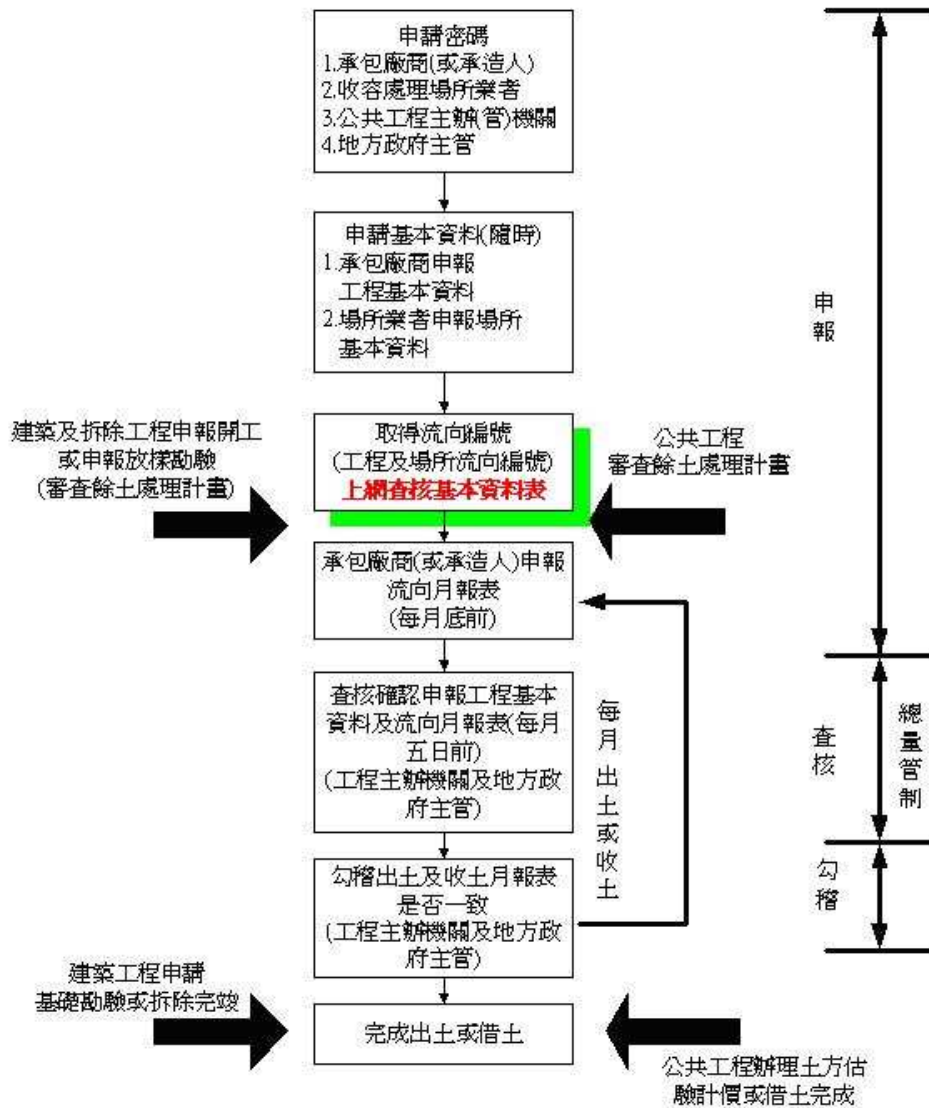 申請密碼
1.承包廠商(或承造人)
2.收容處理場所業者
3.公共工程主辦(管)機關
4.地方政府主管
申請基本資料(隨時)
1.承包廠商申報
工程基本資料
2.場所業者申報場所
基本資料
申報
建築及拆除工程申報開工
或申報放樣勘驗
(審查餘土處理計畫)
取得流向編號
(工程及場所流向編號)
上網查核基本資料表
公共工程
審查餘土處理計畫
承包廠商(或承造人)申報
流向月報表
(每月底前)
查核確認申報工程基本
資料及流向月報表(每月
五日前)
(工程主辦機關及地方政
府主管)
每月出土或收土
查核
總量管制
勾稽出土及收土月報表
是否一致
(工程主辦機關及地方政
府主管)
勾稽
建築工程申請
基礎勘驗或拆除完竣
完成出土或借土
公共工程辦理土方估
驗計價或借土完成